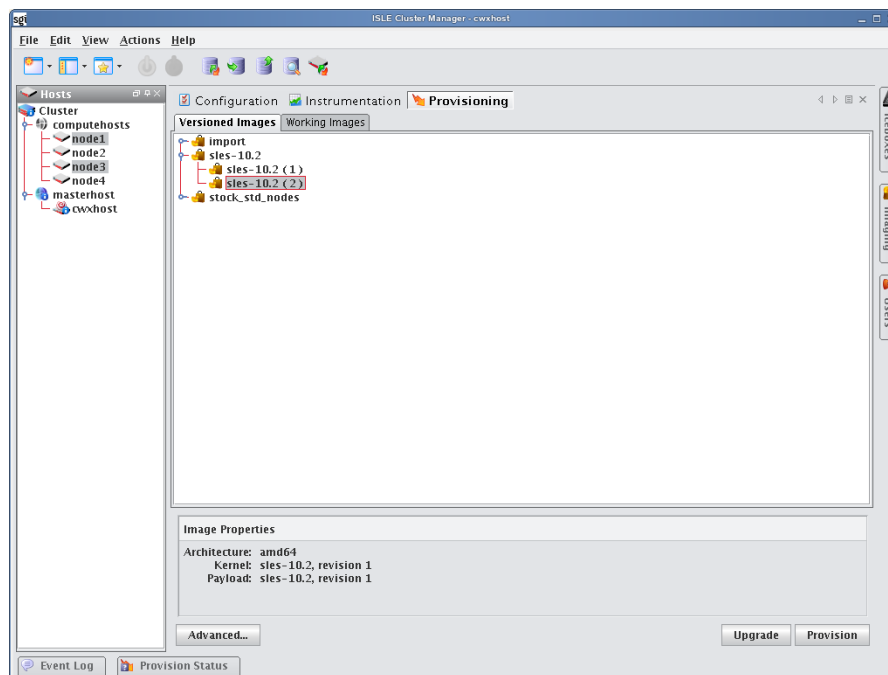 sgi
ISLE Cluster Manager - cwxhost
File Edit View Actions Help
Hosts
Cluster
computehosts
node1
node2
node3
node4
masterhost
cwxhost
Configuration Instrumentation Provisioning
Versioned Images Working Images
import
sles-10.2
sles-10.2 (1)
sles-10.2 (2)
stock_std_nodes
Image Properties
Architecture: amd64
Kernel: sles-10.2, revision 1
Payload: sles-10.2, revision 1
Advanced... Upgrade Provision
Iceboxes
Imaging
Users
Event Log Provision Status